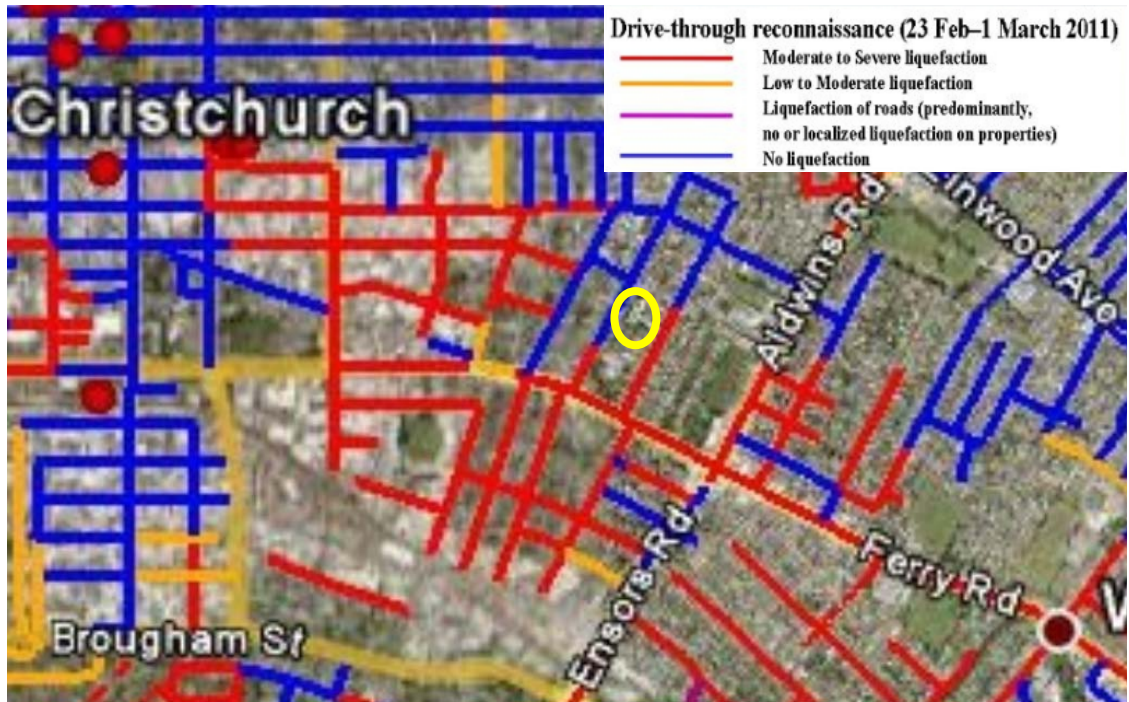 Drive-through reconnaissance (23 Feb–1 March 2011)
Moderate to Severe liquefaction
Low to Moderate liquefaction
Liquefaction of roads (predominantly,
no or localized liquefaction on properties)
No liquefaction
Christchurch
Linwood Ave
Aldwins Rd
Ferry Rd
Ensors Rd
Brougham St